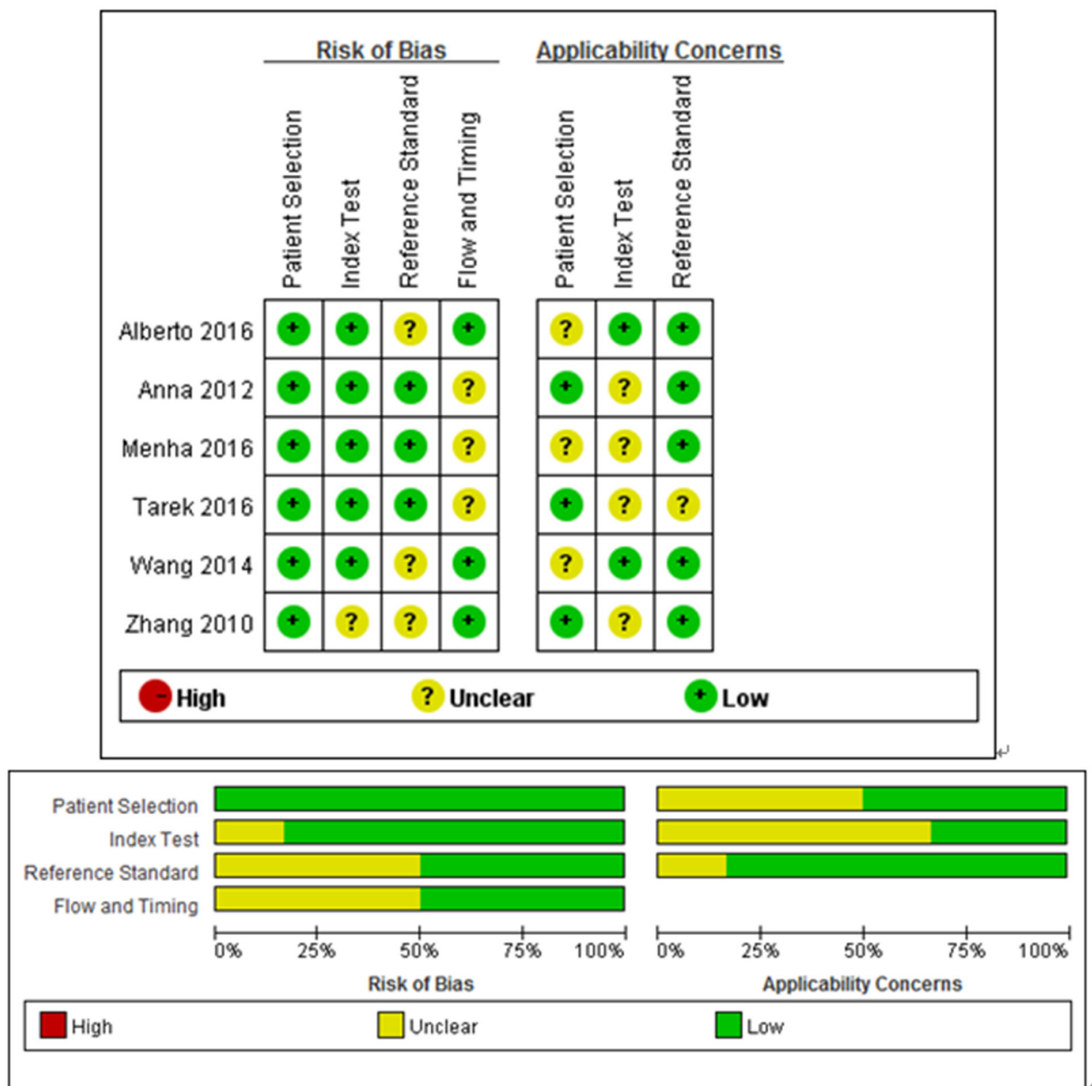 Risk of Bias Applicability Concerns
Patient Selection
Index Test
Reference Standard
Flow and Timing
Patient Selection
Index Test
Reference Standard
Alberto 2016 + + ? + ? + +
Anna 2012 + + + ? + ? +
Menha 2016 + + + ? ? ? +
Tarek 2016 + + + ? + ? ?
Wang 2014 + + ? + ? + +
Zhang 2010 + ? ? + + ? +
- High ? Unclear + Low
Patient Selection
Index Test
Reference Standard
Flow and Timing
0% 25% 50% 75% 100% 0% 25% 50% 75% 100%
Risk of Bias Applicability Concerns
High Unclear Low